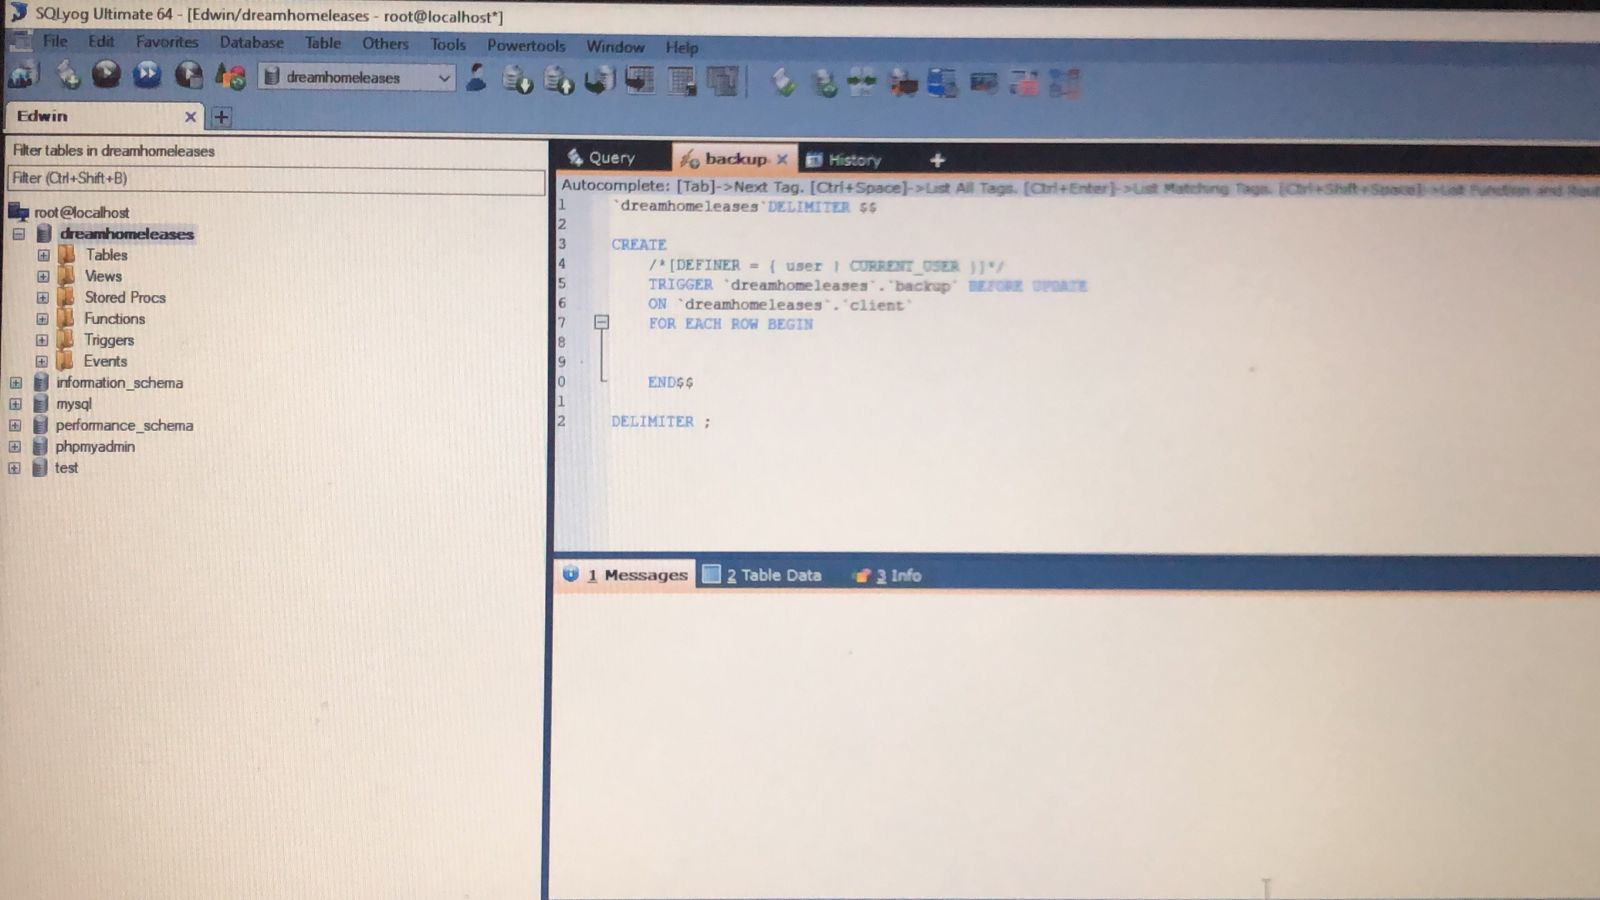 SQLyog Ultimate 64 - [Edwin/dreamhomeleases - root@localhost*]
File Edit Favorites Database Table Others Tools Powertools Window Help
dreamhomeleases
Edwin
Filter tables in dreamhomeleases
Filter (Ctrl+Shift+B)
root@localhost
dreamhomeleases
Tables
Views
Stored Procs
Functions
Triggers
Events
information_schema
mysql
performance_schema
phpmyadmin
test
Query backup History
Autocomplete: [Tab]->Next Tag. [Ctrl+Space]->List All Tags. [Ctrl+Enter]->List Matching Tags. [Ctrl+Shift+Space]->List Function and
1 `dreamhomeleases`DELIMITER $$
2
3 CREATE
4 /*[DEFINER = { user | CURRENT_USER }]*/
5 TRIGGER `dreamhomeleases`.`backup` BEFORE UPDATE
6 ON `dreamhomeleases`.`client`
7 FOR EACH ROW BEGIN
8
9
0 END$$
1
2 DELIMITER ;
1 Messages 2 Table Data 3 Info